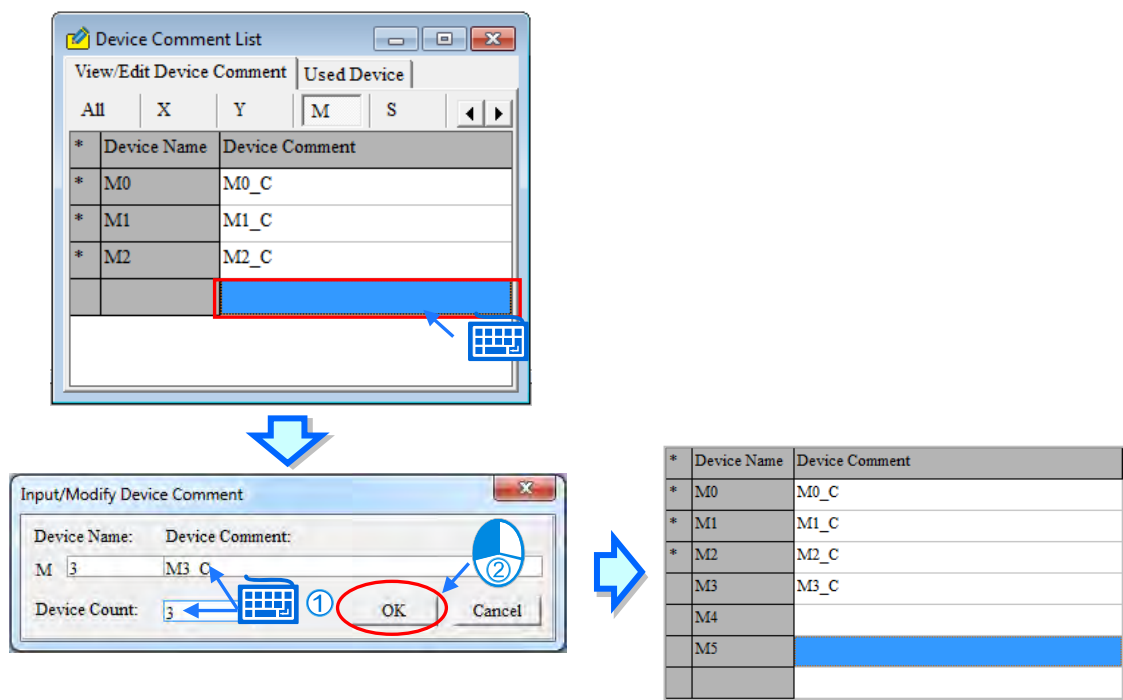 Device Comment List
View/Edit Device Comment Used Device
All X Y M S
* Device Name Device Comment
* M0 M0_C
* M1 M1_C
* M2 M2_C
Input/Modify Device Comment
Device Name: Device Comment:
M 3 M3_C
Device Count: 3 OK Cancel
①
②
* Device Name Device Comment
* M0 M0_C
* M1 M1_C
* M2 M2_C
M3 M3_C
M4
M5